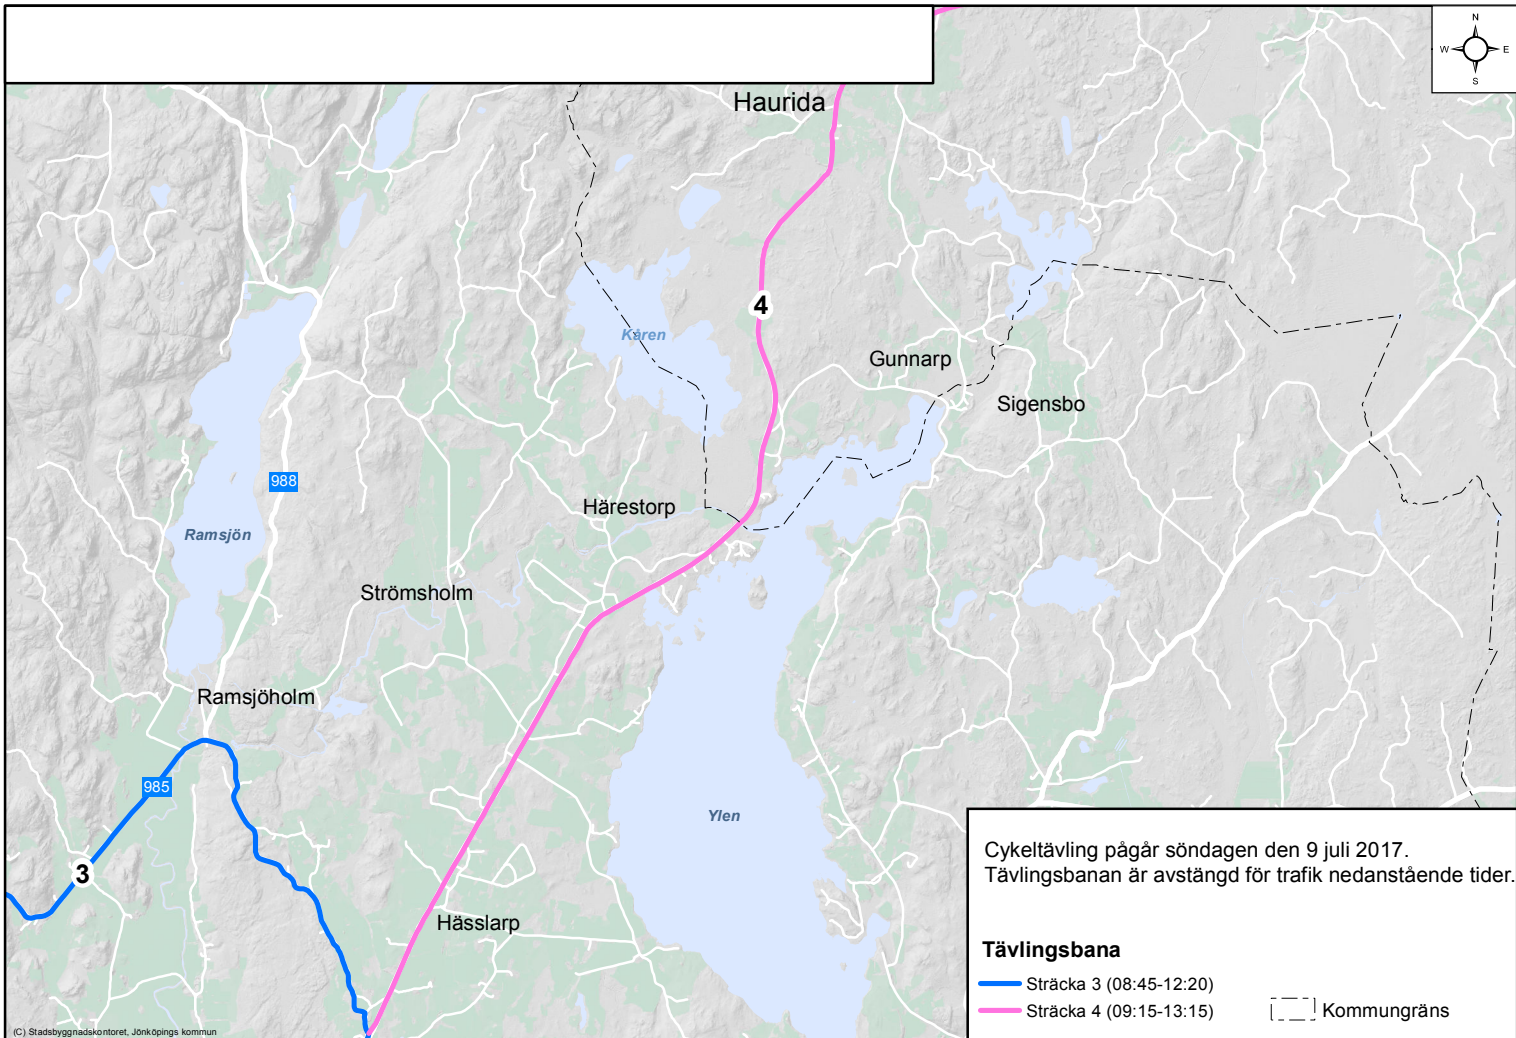 N
W E
S
Haurida
4
Kåren
Gunnarp
Sigensbo
988
Härestorp
Ramsjön
Strömsholm
Ramsjöholm
985
Ylen
3
Hässlarp
Cykeltävling pågår söndagen den 9 juli 2017.
Tävlingsbanan är avstängd för trafik nedanstående tider.
Tävlingsbana
Sträcka 3 (08:45-12:20)
Sträcka 4 (09:15-13:15)
Kommungräns
(C) Stadsbyggnadskontoret, Jönköpings kommun